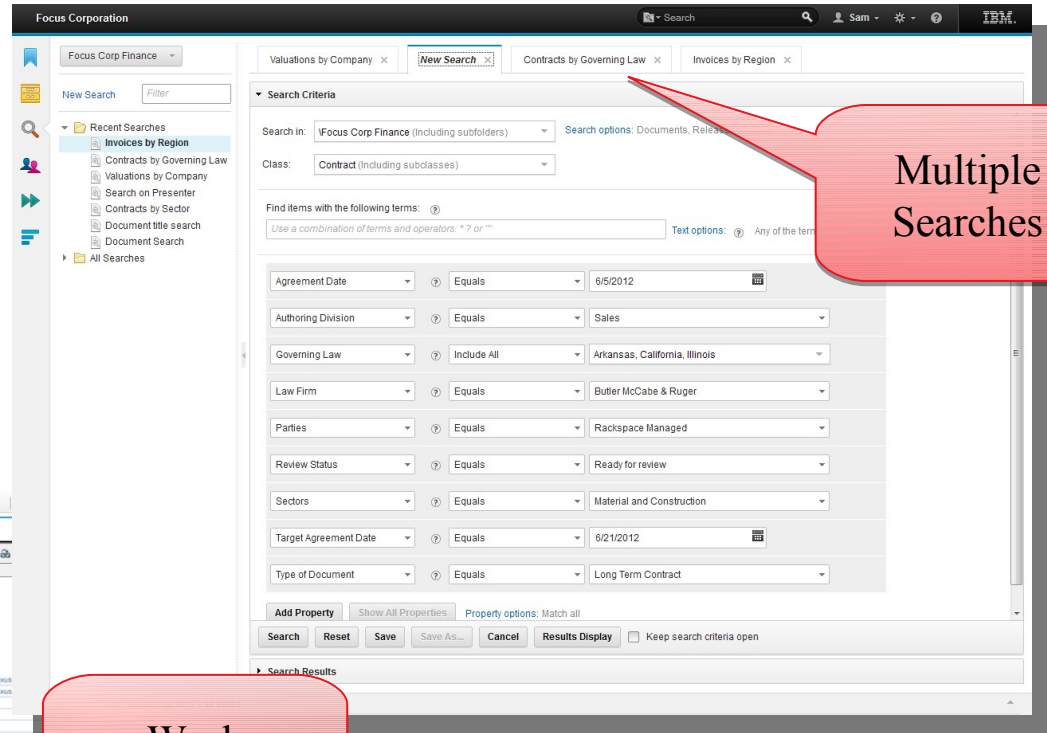 Focus Corporation
Search
Sam
IBM.
Focus Corp Finance
New Search
Filter
Recent Searches
Invoices by Region
Contracts by Governing Law
Valuations by Company
Search on Presenter
Contracts by Sector
Document title search
Document Search
All Searches
Valuations by Company
New Search
Contracts by Governing Law
Invoices by Region
Search Criteria
Search in: \Focus Corp Finance (Including subfolders) Search options: Documents,
Class: Contract (Including subclasses)
Find items with the following terms:
Use a combination of terms and operators: * ? or ""
Text options: Any of the
Agreement Date Equals 6/5/2012
Authoring Division Equals Sales
Governing Law Include All Arkansas, California, Illinois
Law Firm Equals Butler McCabe & Ruger
Parties Equals Rackspace Managed
Review Status Equals Ready for review
Sectors Equals Material and Construction
Target Agreement Date Equals 6/21/2012
Type of Document Equals Long Term Contract
Add Property Show All Properties Property options: Match all
Search Reset Save Save As... Cancel Results Display Keep search criteria open
Search Results
Multiple
Searches